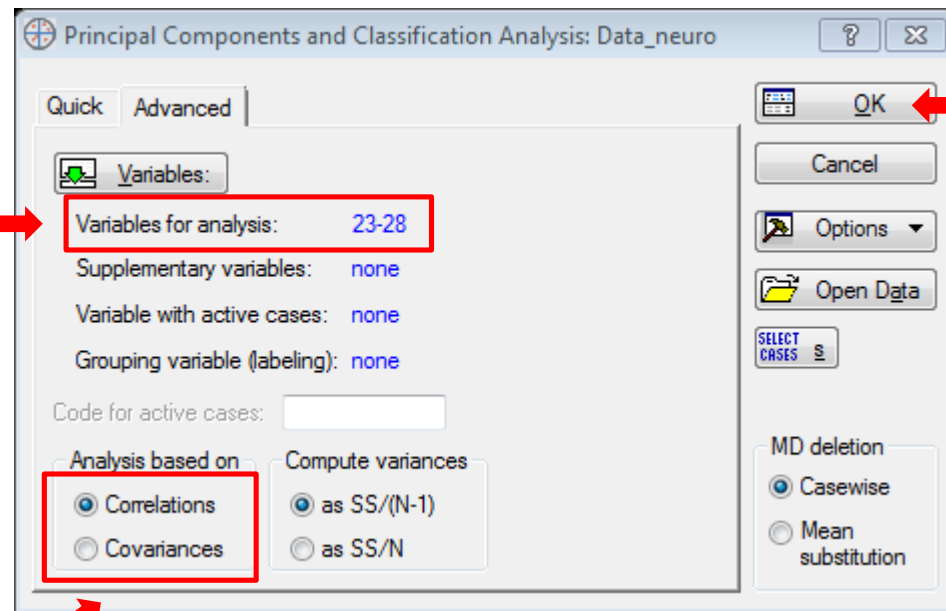 Principal Components and Classification Analysis: Data_neuro
?
Quick Advanced
OK
Variables:
Cancel
Variables for analysis: 23-28
Options
Supplementary variables: none
Open Data
Variable with active cases: none
SELECT
CASES S
Grouping variable (labeling): none
Code for active cases:
Analysis based on Compute variances
MD deletion
Correlations as SS/(N-1)
Casewise
Covariances as SS/N
Mean
substitution